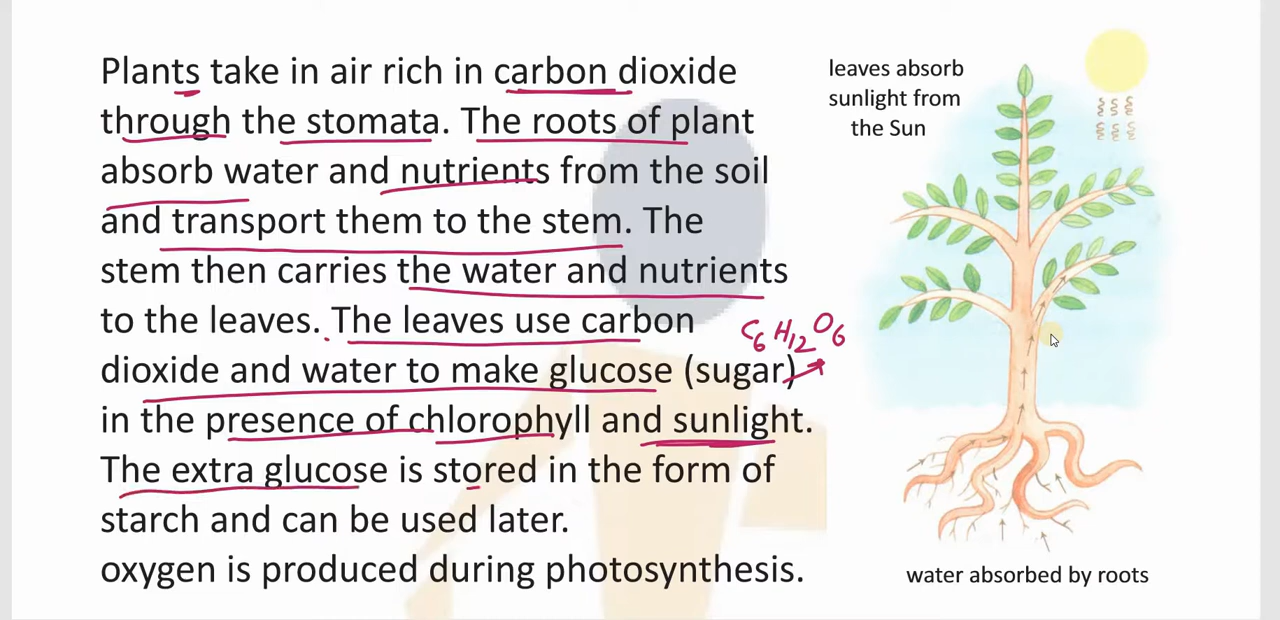 Plants take in air rich in carbon dioxide
through the stomata. The roots of plant
absorb water and nutrients from the soil
and transport them to the stem. The
stem then carries the water and nutrients
to the leaves. The leaves use carbon
dioxide and water to make glucose (sugar)
C6H12O6
in the presence of chlorophyll and sunlight.
The extra glucose is stored in the form of
starch and can be used later.
oxygen is produced during photosynthesis.
leaves absorb
sunlight from
the Sun
water absorbed by roots